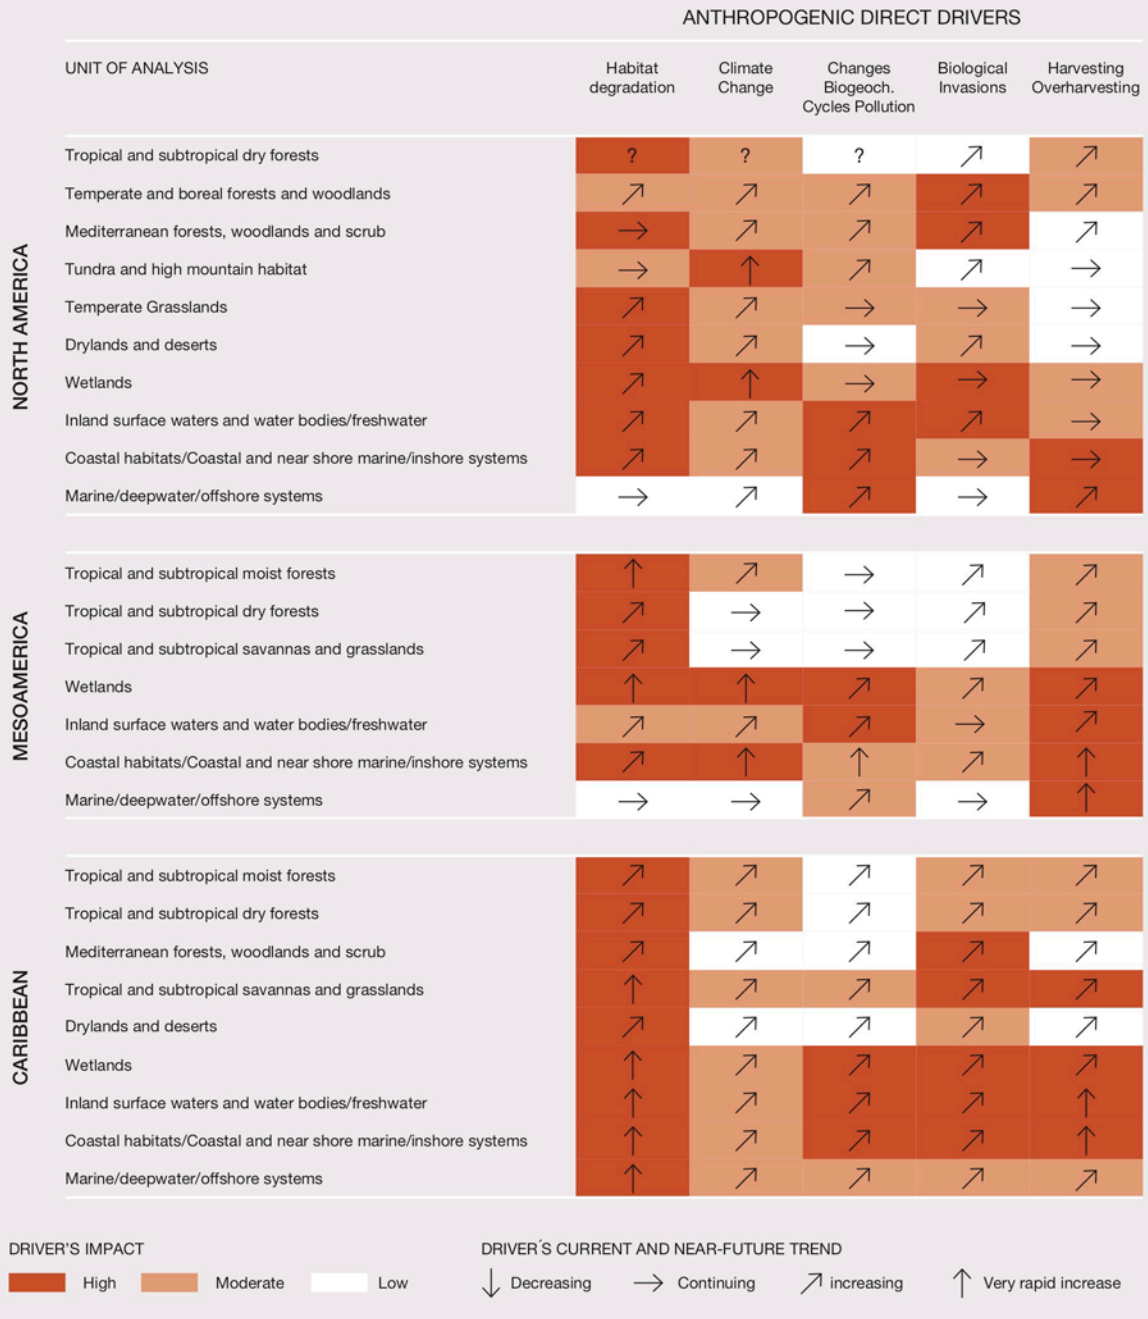 ANTHROPOGENIC DIRECT DRIVERS
UNIT OF ANALYSIS
Habitat
degradation
Climate
Change
Changes
Biogeoch.
Cycles Pollution
Biological
Invasions
Harvesting
Overharvesting
NORTH AMERICA
Tropical and subtropical dry forests ? ? ? ↗ ↗
Temperate and boreal forests and woodlands ↗ ↗ ↗ ↗ ↗
Mediterranean forests, woodlands and scrub → ↗ ↗ ↗ ↗
Tundra and high mountain habitat → ↑ ↗ ↗ →
Temperate Grasslands ↗ ↗ → → →
Drylands and deserts ↗ ↗ → ↗ →
Wetlands ↗ ↑ → → →
Inland surface waters and water bodies/freshwater ↗ ↗ ↗ ↗ →
Coastal habitats/Coastal and near shore marine/inshore systems ↗ ↗ ↗ → →
Marine/deepwater/offshore systems → ↗ ↗ → ↗
MESOAMERICA
Tropical and subtropical moist forests ↑ ↗ → ↗ ↗
Tropical and subtropical dry forests ↗ → → ↗ ↗
Tropical and subtropical savannas and grasslands ↗ → → ↗ ↗
Wetlands ↑ ↑ ↗ ↗ ↗
Inland surface waters and water bodies/freshwater ↗ ↗ ↗ → ↗
Coastal habitats/Coastal and near shore marine/inshore systems ↗ ↑ ↑ ↗ ↑
Marine/deepwater/offshore systems → → ↗ → ↑
CARIBBEAN
Tropical and subtropical moist forests ↗ ↗ ↗ ↗ ↗
Tropical and subtropical dry forests ↗ ↗ ↗ ↗ ↗
Mediterranean forests, woodlands and scrub ↗ ↗ ↗ ↗ ↗
Tropical and subtropical savannas and grasslands ↑ ↗ ↗ ↗ ↗
Drylands and deserts ↗ ↗ ↗ ↗ ↗
Wetlands ↑ ↗ ↗ ↗ ↗
Inland surface waters and water bodies/freshwater ↑ ↗ ↗ ↗ ↑
Coastal habitats/Coastal and near shore marine/inshore systems ↑ ↗ ↗ ↗ ↑
Marine/deepwater/offshore systems ↑ ↗ ↗ ↗ ↗
DRIVER'S IMPACT
High Moderate Low
DRIVER´S CURRENT AND NEAR-FUTURE TREND
↓ Decreasing → Continuing ↗ increasing ↑ Very rapid increase